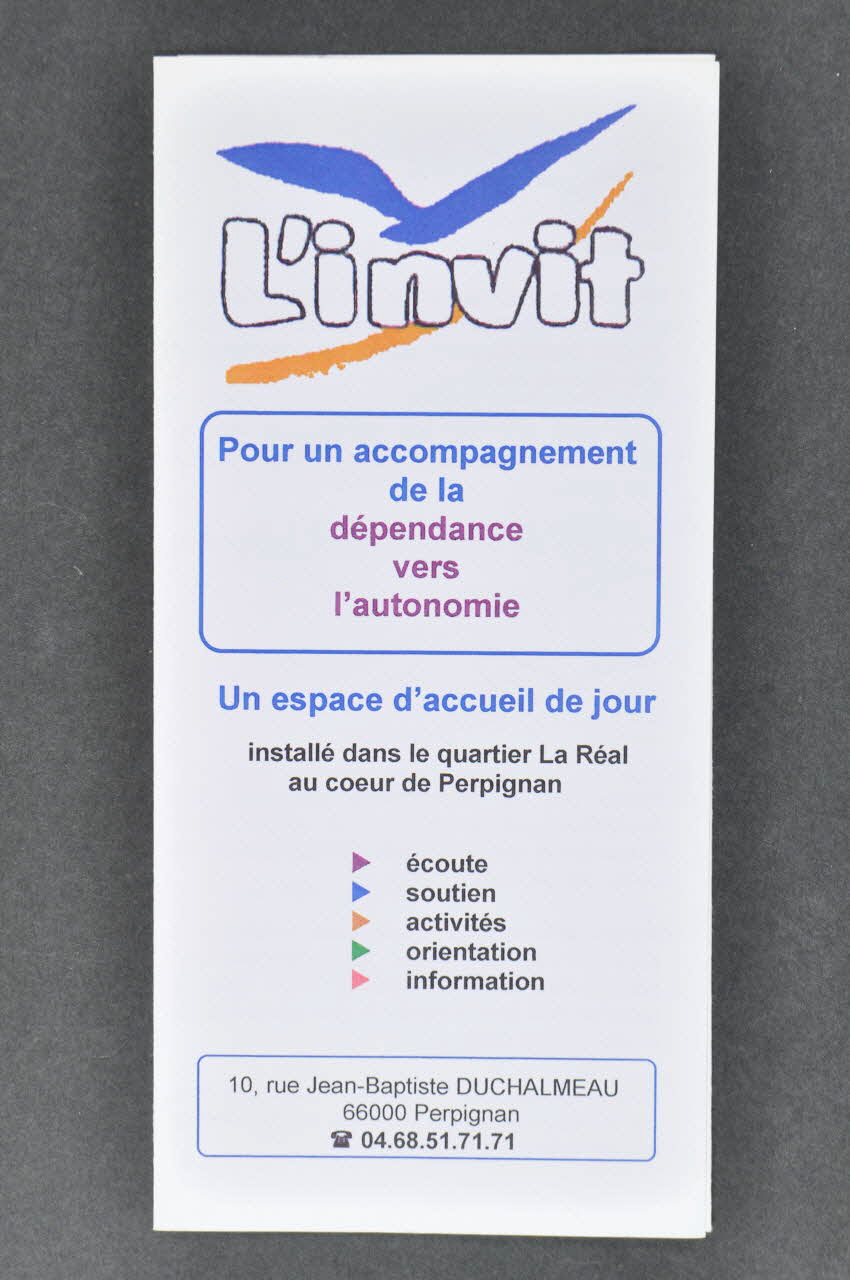 L'invit
Pour un accompagnement
de la
dépendance
vers
l'autonomie
Un espace d'accueil de jour
installé dans le quartier La Réal
au coeur de Perpignan
écoute
soutien
activités
orientation
information
10, rue Jean-Baptiste DUCHALMEAU
66000 Perpignan
☎ 04.68.51.71.71